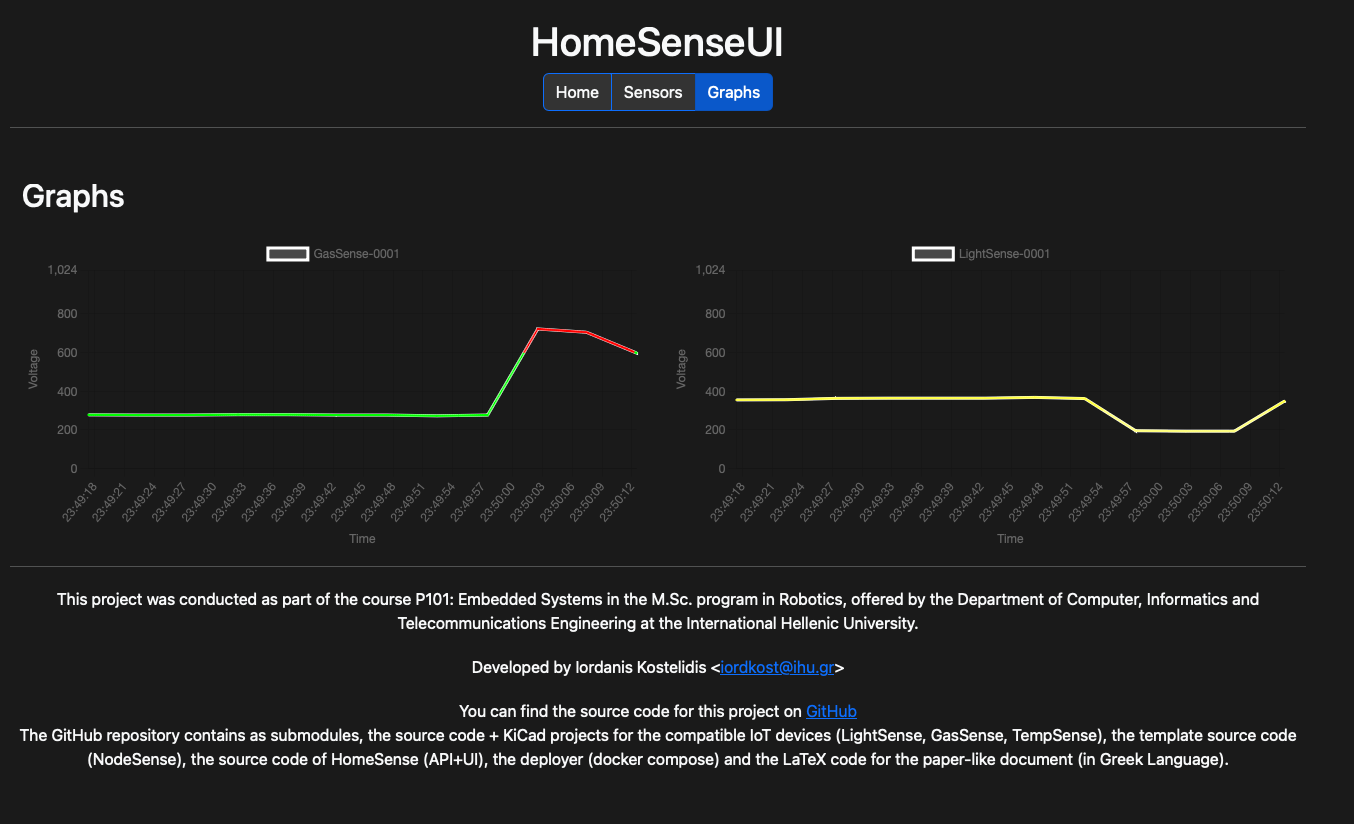 HomeSenseUI
Home Sensors Graphs
Graphs
GasSense-0001
1,024
800
600
400
200
0
Voltage
23:49:18 23:49:21 23:49:24 23:49:27 23:49:30 23:49:33 23:49:36 23:49:39 23:49:42 23:49:45 23:49:48 23:49:51 23:49:54 23:49:57 23:50:00 23:50:03 23:50:06 23:50:09 23:50:12
Time
LightSense-0001
1,024
800
600
400
200
0
Voltage
23:49:18 23:49:21 23:49:24 23:49:27 23:49:30 23:49:33 23:49:36 23:49:39 23:49:42 23:49:45 23:49:48 23:49:51 23:49:54 23:49:57 23:50:00 23:50:03 23:50:06 23:50:09 23:50:12
Time
This project was conducted as part of the course P101: Embedded Systems in the M.Sc. program in Robotics, offered by the Department of Computer, Informatics and
Telecommunications Engineering at the International Hellenic University.
Developed by Iordanis Kostelidis <iordkost@ihu.gr>
You can find the source code for this project on GitHub
The GitHub repository contains as submodules, the source code + KiCad projects for the compatible IoT devices (LightSense, GasSense, TempSense), the template source code
(NodeSense), the source code of HomeSense (API+UI), the deployer (docker compose) and the LaTeX code for the paper-like document (in Greek Language).